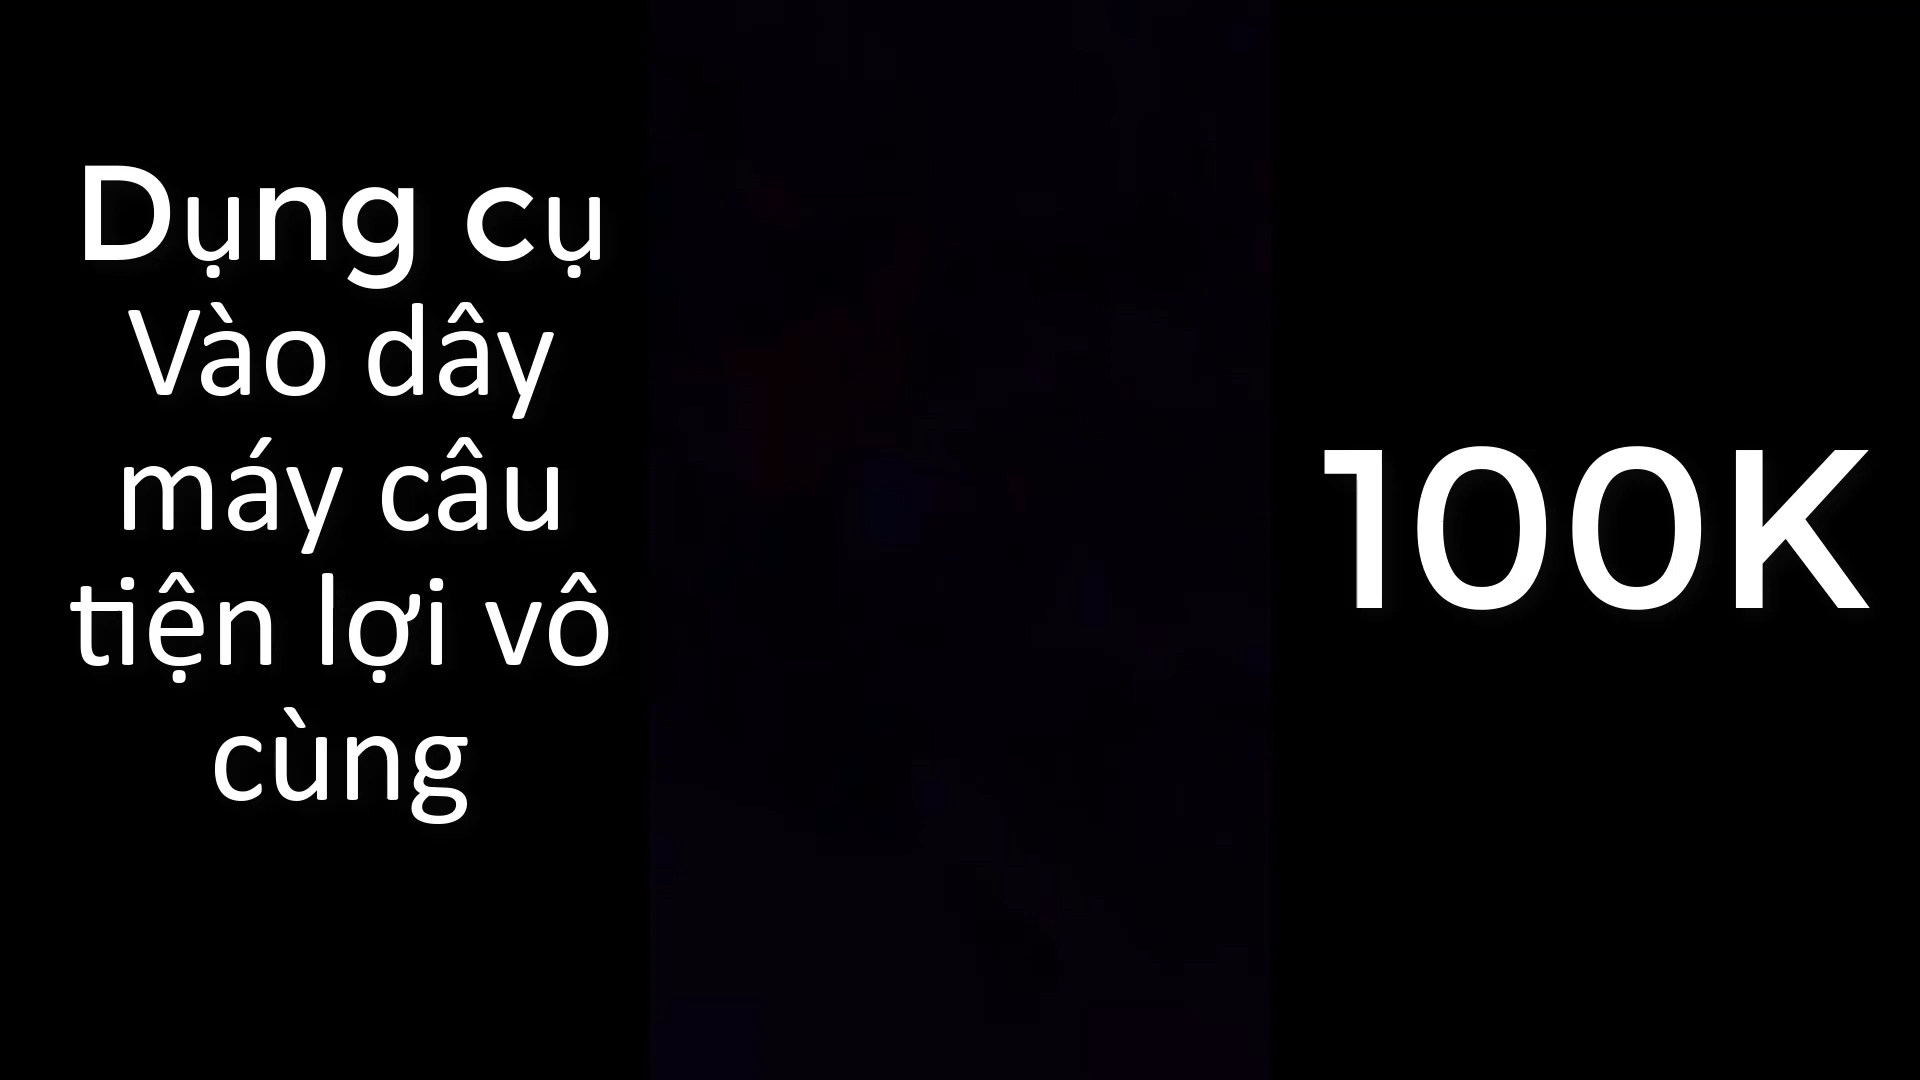 Dụng cụ
Vào dây
máy câu
tiện lợi vô
cùng
100K